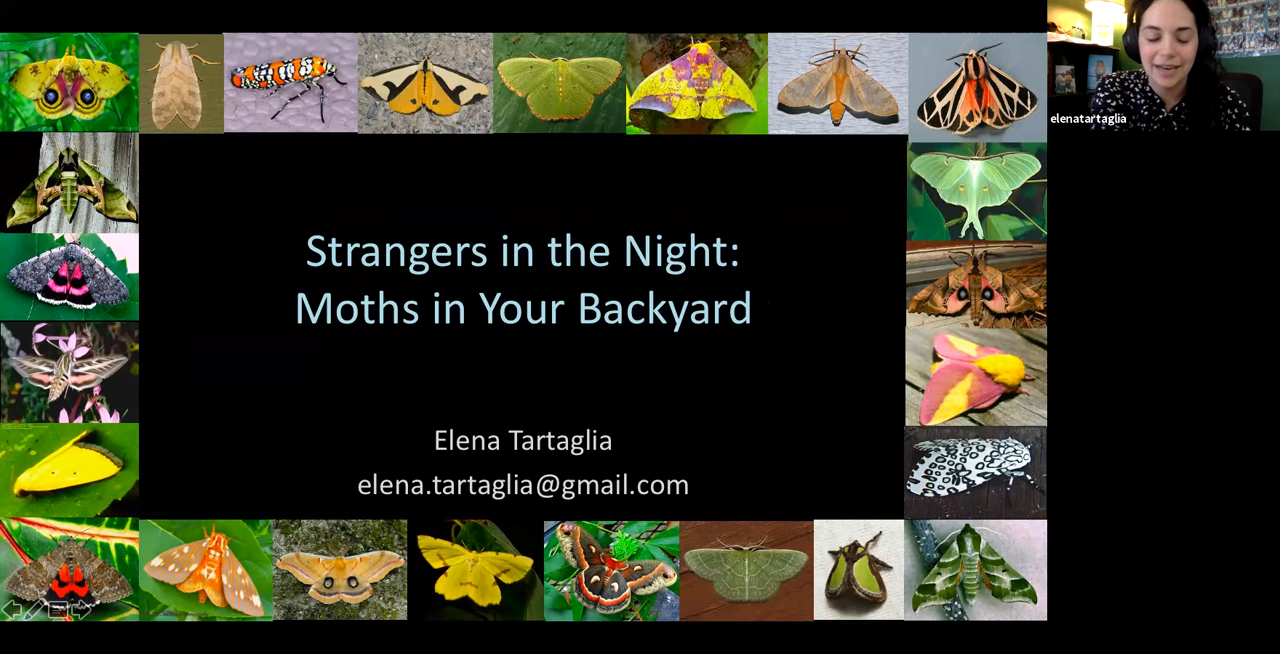 elenatartaglia
Strangers in the Night:
Moths in Your Backyard
Elena Tartaglia
elena.tartaglia@gmail.com